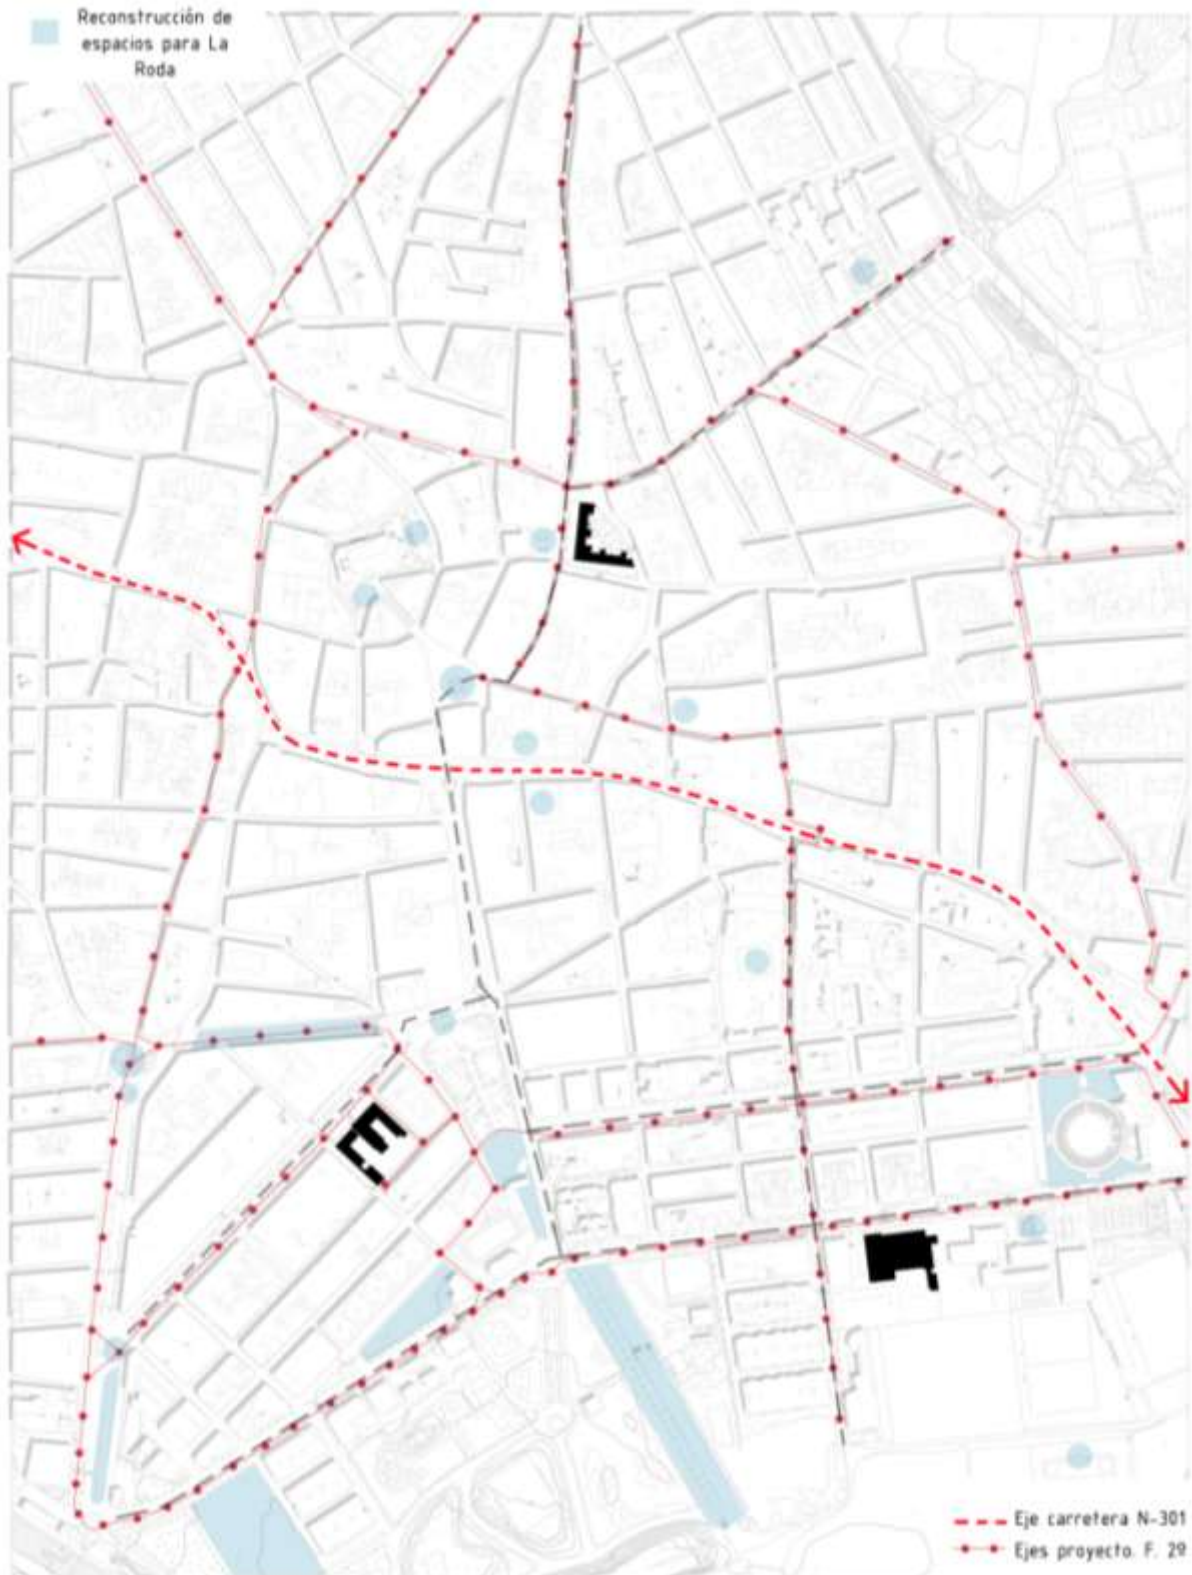 Reconstrucción de
espacios para La
Roda
Eje carretera N-301
Ejes proyecto. F. 29